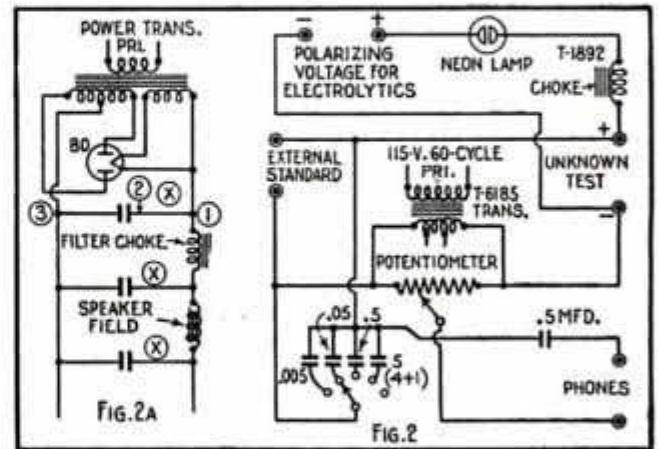 POWER TRANS.
PRI.
80
② Ⓧ
③
①
FILTER CHOKE
Ⓧ
SPEAKER
FIELD
Ⓧ
FIG.2A
-
+
POLARIZING
VOLTAGE FOR
ELECTROLYTICS
NEON LAMP
T-1892
CHOKE
+
EXTERNAL
STANDARD
115-V. 60-CYCLE
PRI.
T-6185
TRANS.
UNKNOWN
TEST
-
POTENTIOMETER
.05
.5
.5 MFD.
.005
.5
(4+1)
PHONES
FIG.2